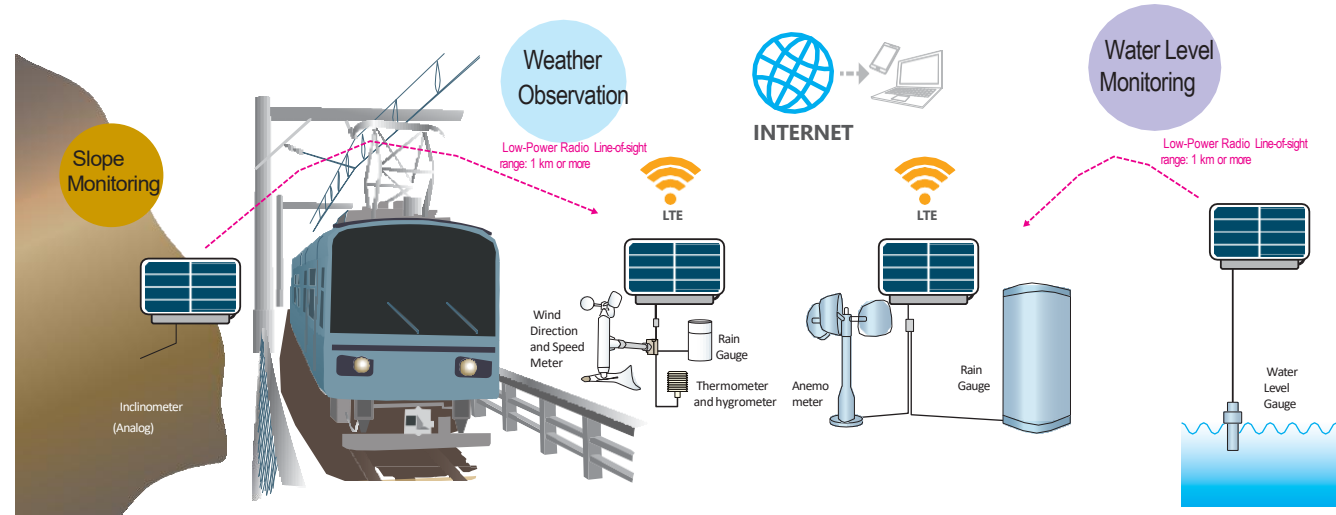 Slope
Monitoring
Inclinometer
(Analog)
Weather
Observation
Low-Power Radio Line-of-sight
range: 1 km or more
LTE
Wind
Direction
and Speed
Meter
Rain
Gauge
Thermometer
and hygrometer
INTERNET
LTE
Anemo
meter
Rain
Gauge
Water Level
Monitoring
Low-Power Radio Line-of-sight
range: 1 km or more
Water
Level
Gauge